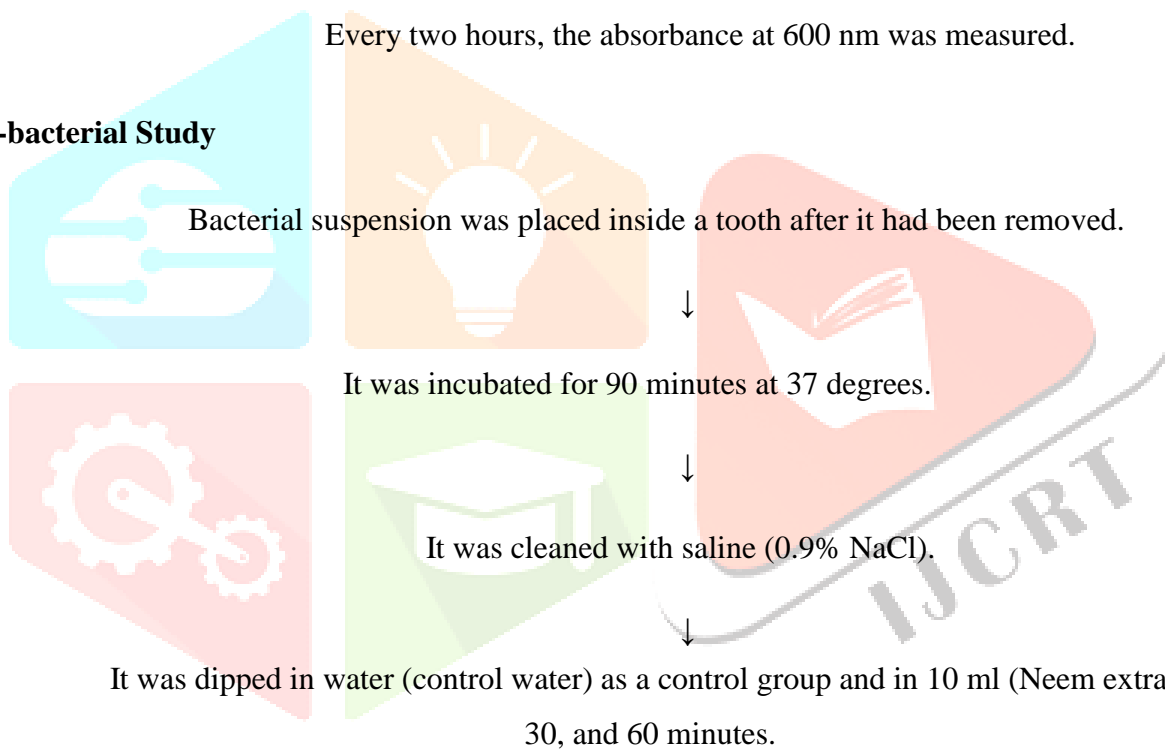 Every two hours, the absorbance at 600 nm was measured.
-bacterial Study
Bacterial suspension was placed inside a tooth after it had been removed.
↓
It was incubated for 90 minutes at 37 degrees.
↓
It was cleaned with saline (0.9% NaCl).
↓
It was dipped in water (control water) as a control group and in 10 ml (Neem extra
30, and 60 minutes.
IJCRT